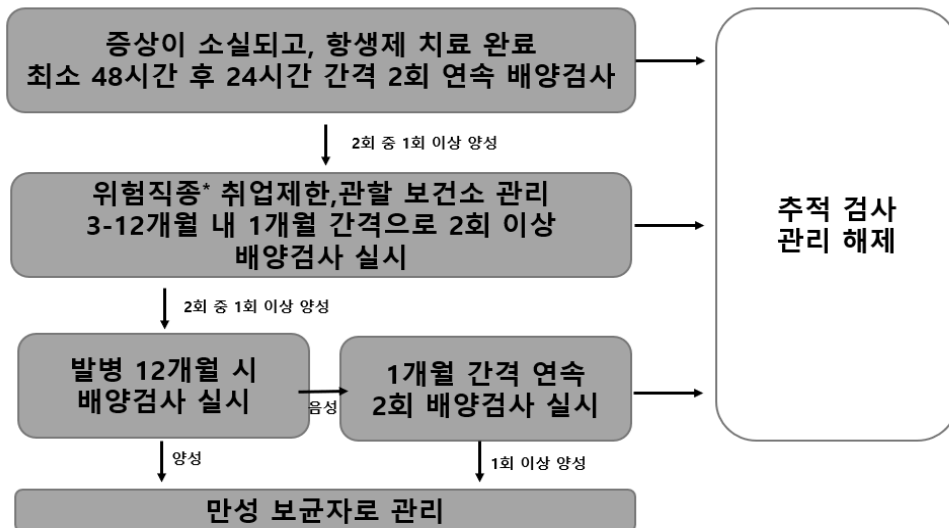 증상이 소실되고, 항생제 치료 완료
최소 48시간 후 24시간 간격 2회 연속 배양검사
2회 중 1회 이상 양성
위험직종* 취업제한,관할 보건소 관리
3-12개월 내 1개월 간격으로 2회 이상
배양검사 실시
추적 검사
관리 해제
2회 중 1회 이상 양성
발병 12개월 시
배양검사 실시
음성
1개월 간격 연속
2회 배양검사 실시
양성
1회 이상 양성
만성 보균자로 관리